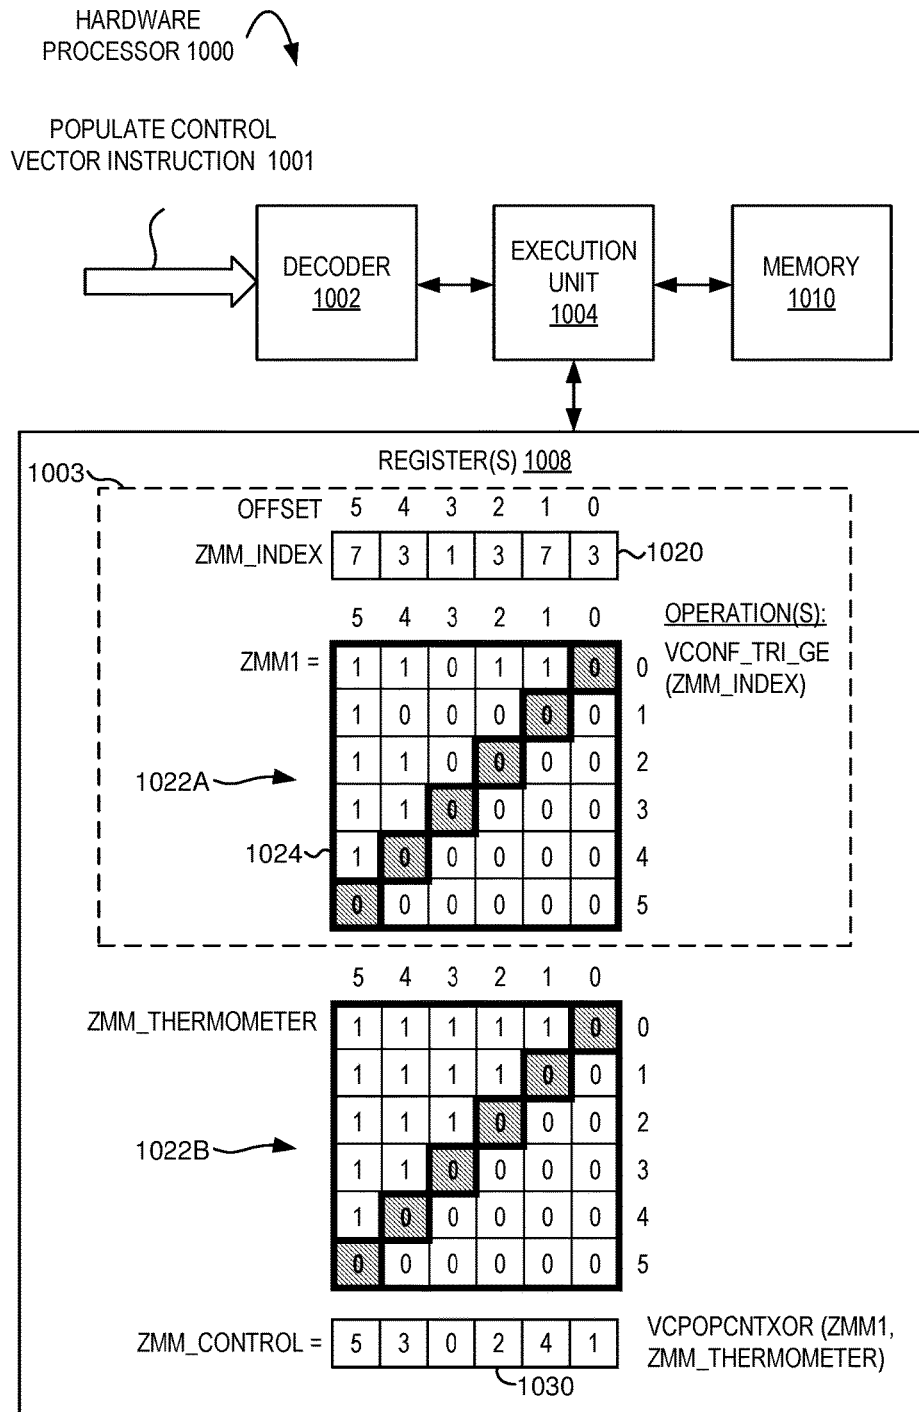 HARDWARE
PROCESSOR 1000
POPULATE CONTROL
VECTOR INSTRUCTION 1001
DECODER
1002
EXECUTION
UNIT
1004
MEMORY
1010
REGISTER(S) 1008
1003
OFFSET 5 4 3 2 1 0
ZMM_INDEX 7 3 1 3 7 3 1020
5 4 3 2 1 0 OPERATION(S):
ZMM1 = 1 1 0 1 1 0 0 VCONF_TRI_GE
(ZMM_INDEX)
1 0 0 0 0 0 1
1022A 1 1 0 0 0 0 2
1 1 0 0 0 0 3
1024 1 0 0 0 0 0 4
0 0 0 0 0 0 5
5 4 3 2 1 0
ZMM_THERMOMETER 1 1 1 1 1 0 0
1 1 1 1 0 0 1
1 1 1 0 0 0 2
1022B 1 1 0 0 0 0 3
1 0 0 0 0 0 4
0 0 0 0 0 0 5
ZMM_CONTROL = 5 3 0 2 4 1 VCPOPCNTXOR (ZMM1,
ZMM_THERMOMETER)
1030